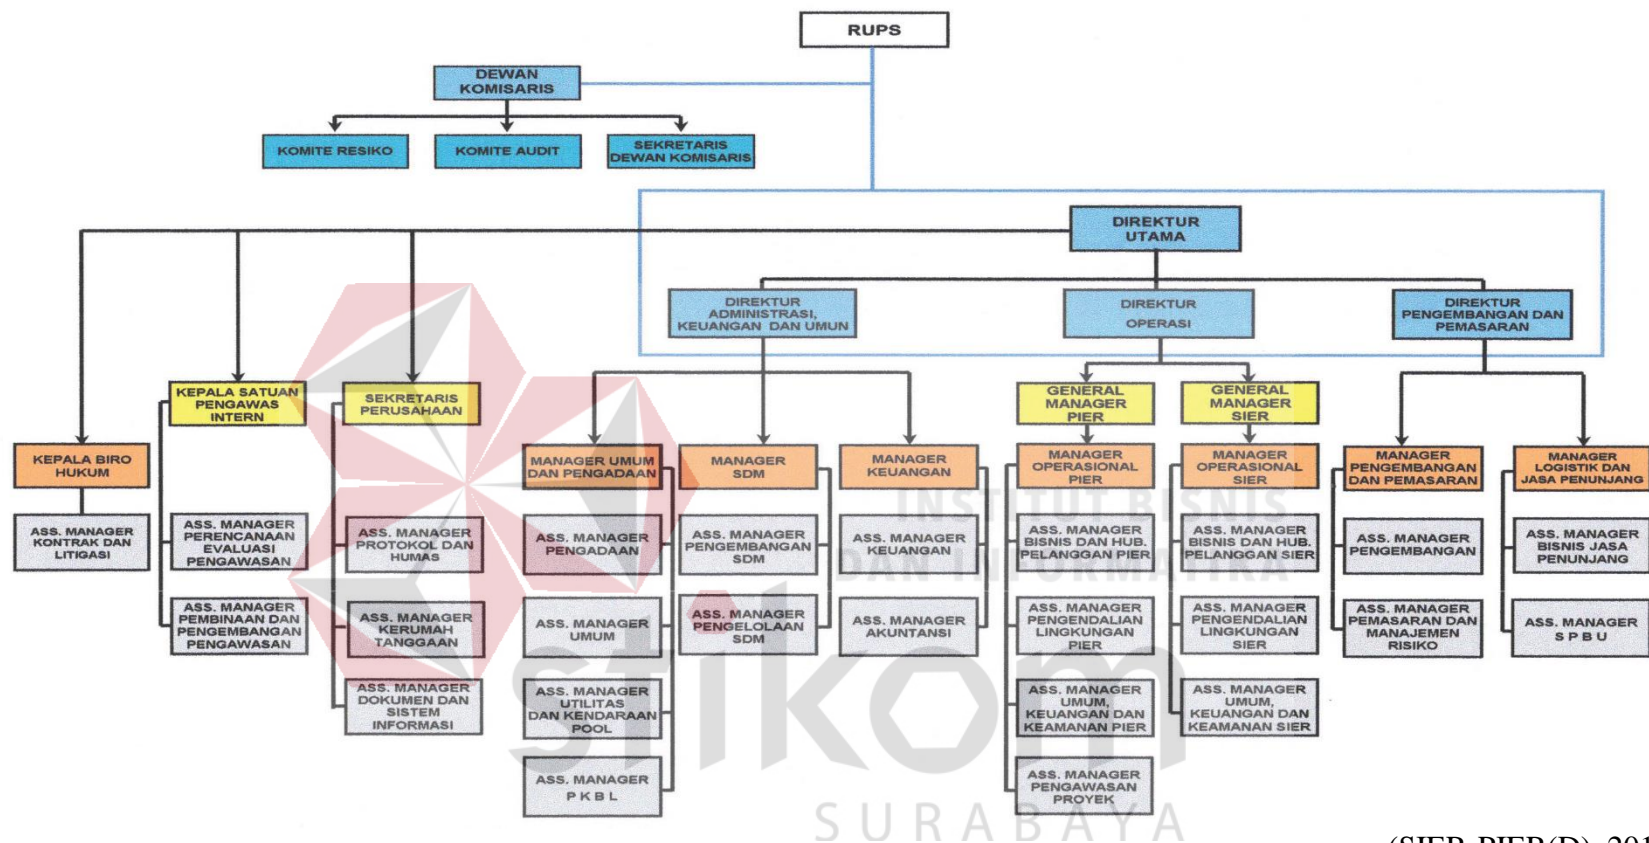 RUPS
DEWAN
KOMISARIS
KOMITE RESIKO
KOMITE AUDIT
SEKRETARIS
DEWAN KOMISARIS
DIREKTUR
UTAMA
DIREKTUR
ADMINISTRASI,
KEUANGAN DAN UMUN
DIREKTUR
OPERASI
DIREKTUR
PENGEMBANGAN DAN
PEMASARAN
KEPALA SATUAN
PENGAWAS
INTERN
SEKRETARIS
PERUSAHAAN
GENERAL
MANAGER
PIER
GENERAL
MANAGER
SIER
KEPALA BIRO
HUKUM
MANAGER UMUM
DAN PENGADAAN
MANAGER
SDM
MANAGER
KEUANGAN
MANAGER
OPERASIONAL
PIER
MANAGER
OPERASIONAL
SIER
MANAGER
PENGEMBANGAN
DAN PEMASARAN
MANAGER
LOGISTIK DAN
JASA PENUNJANG
ASS. MANAGER
KONTRAK DAN
LITIGASI
ASS. MANAGER
PERENCANAAN
EVALUASI
PENGAWASAN
ASS. MANAGER
PROTOKOL DAN
HUMAS
ASS. MANAGER
PENGADAAN
ASS. MANAGER
PENGEMBANGAN
SDM
ASS. MANAGER
KEUANGAN
ASS. MANAGER
BISNIS DAN HUB.
PELANGGAN PIER
ASS. MANAGER
BISNIS DAN HUB.
PELANGGAN SIER
ASS. MANAGER
PENGEMBANGAN
ASS. MANAGER
BISNIS JASA
PENUNJANG
ASS. MANAGER
PEMBINAAN DAN
PENGEMBANGAN
PENGAWASAN
ASS. MANAGER
KERUMAH
TANGGAAN
ASS. MANAGER
UMUM
ASS. MANAGER
PENGELOLAAN
SDM
ASS. MANAGER
AKUNTANSI
ASS. MANAGER
PENGENDALIAN
LINGKUNGAN
PIER
ASS. MANAGER
PENGENDALIAN
LINGKUNGAN
SIER
ASS. MANAGER
PEMASARAN DAN
MANAJEMEN
RISIKO
ASS. MANAGER
S P B U
ASS. MANAGER
DOKUMEN DAN
SISTEM
INFORMASI
ASS. MANAGER
UTILITAS
DAN KENDARAAN
POOL
ASS. MANAGER
UMUM,
KEUANGAN DAN
KEAMANAN PIER
ASS. MANAGER
UMUM,
KEUANGAN DAN
KEAMANAN SIER
ASS. MANAGER
P K B L
ASS. MANAGER
PENGAWASAN
PROYEK
INSTITUT BISNIS
DAN INFORMATIKA
stikom
SURABAYA